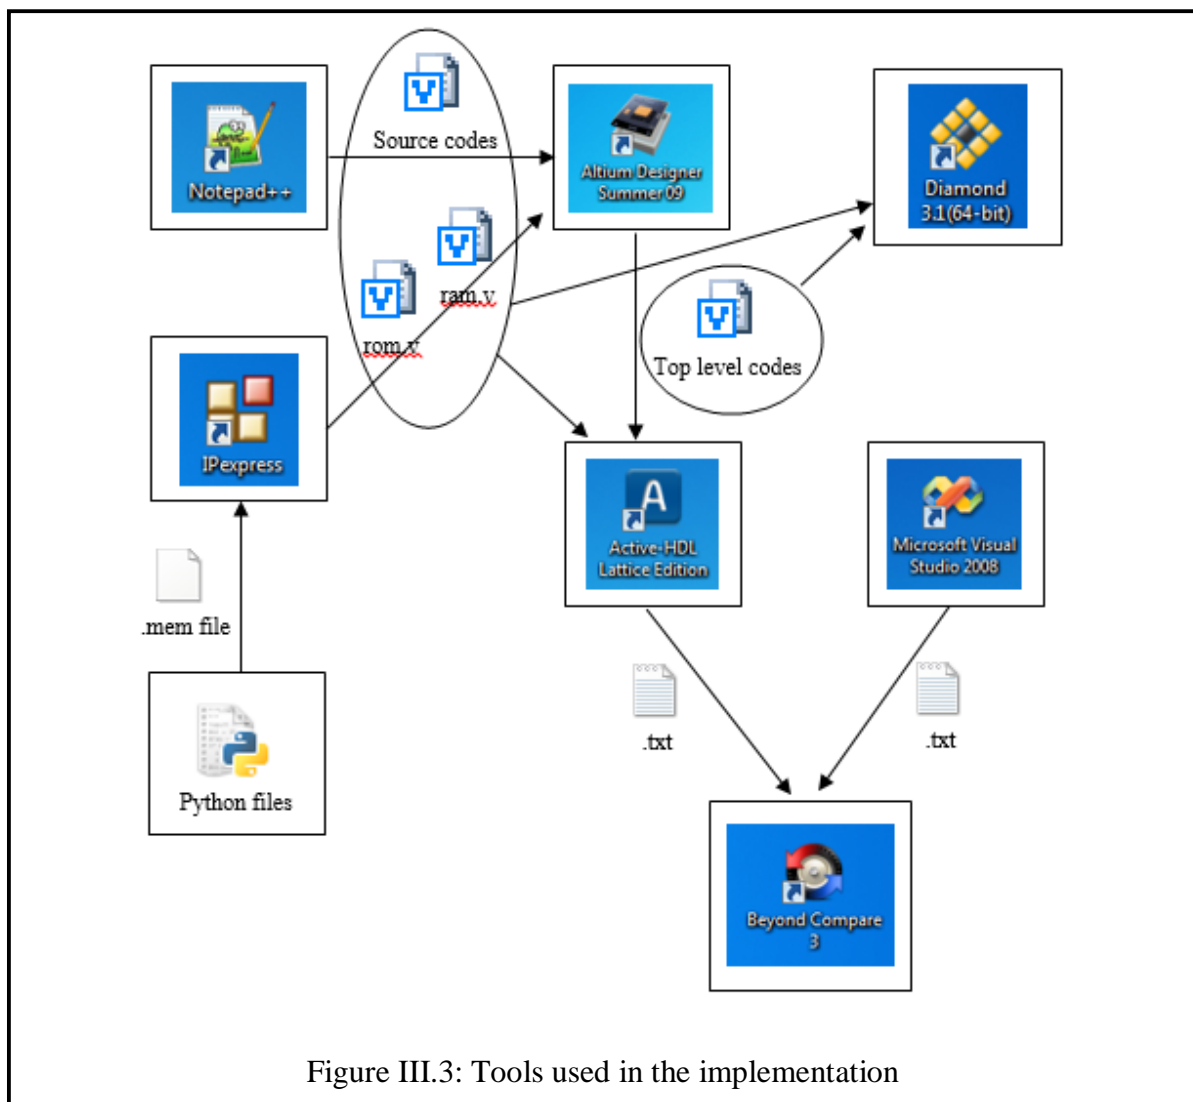 Source codes
Notepad++
Altium Designer
Summer 09
Diamond
3.1(64-bit)
ram.v
rom.v
Top level codes
IPexpress
Active-HDL
Lattice Edition
Microsoft Visual
Studio 2008
.mem file
.txt
.txt
Python files
Beyond Compare
3
Figure III.3: Tools used in the implementation